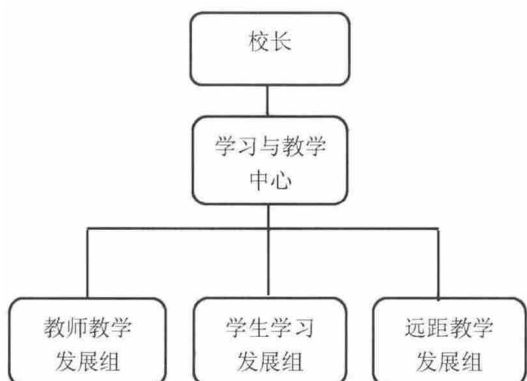 校长
学习与教学
中心
教师教学
发展组
学生学习
发展组
远距教学
发展组